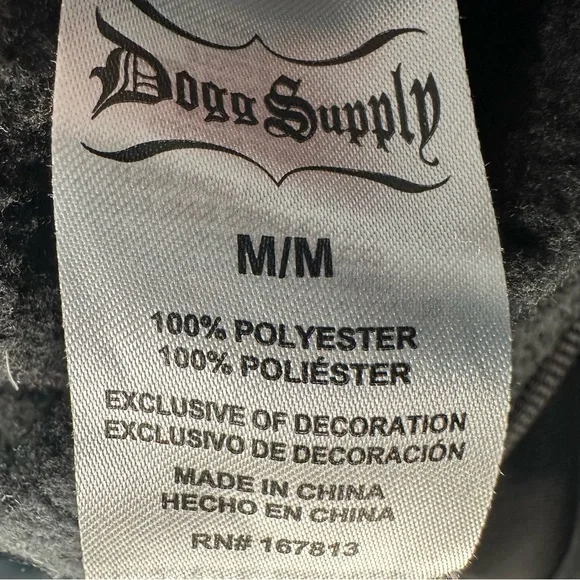 Dogg Supply
M/M
100% POLYESTER
100% POLIÉSTER
EXCLUSIVE OF DECORATION
EXCLUSIVO DE DECORACIÓN
MADE IN CHINA
HECHO EN CHINA
RN# 167813